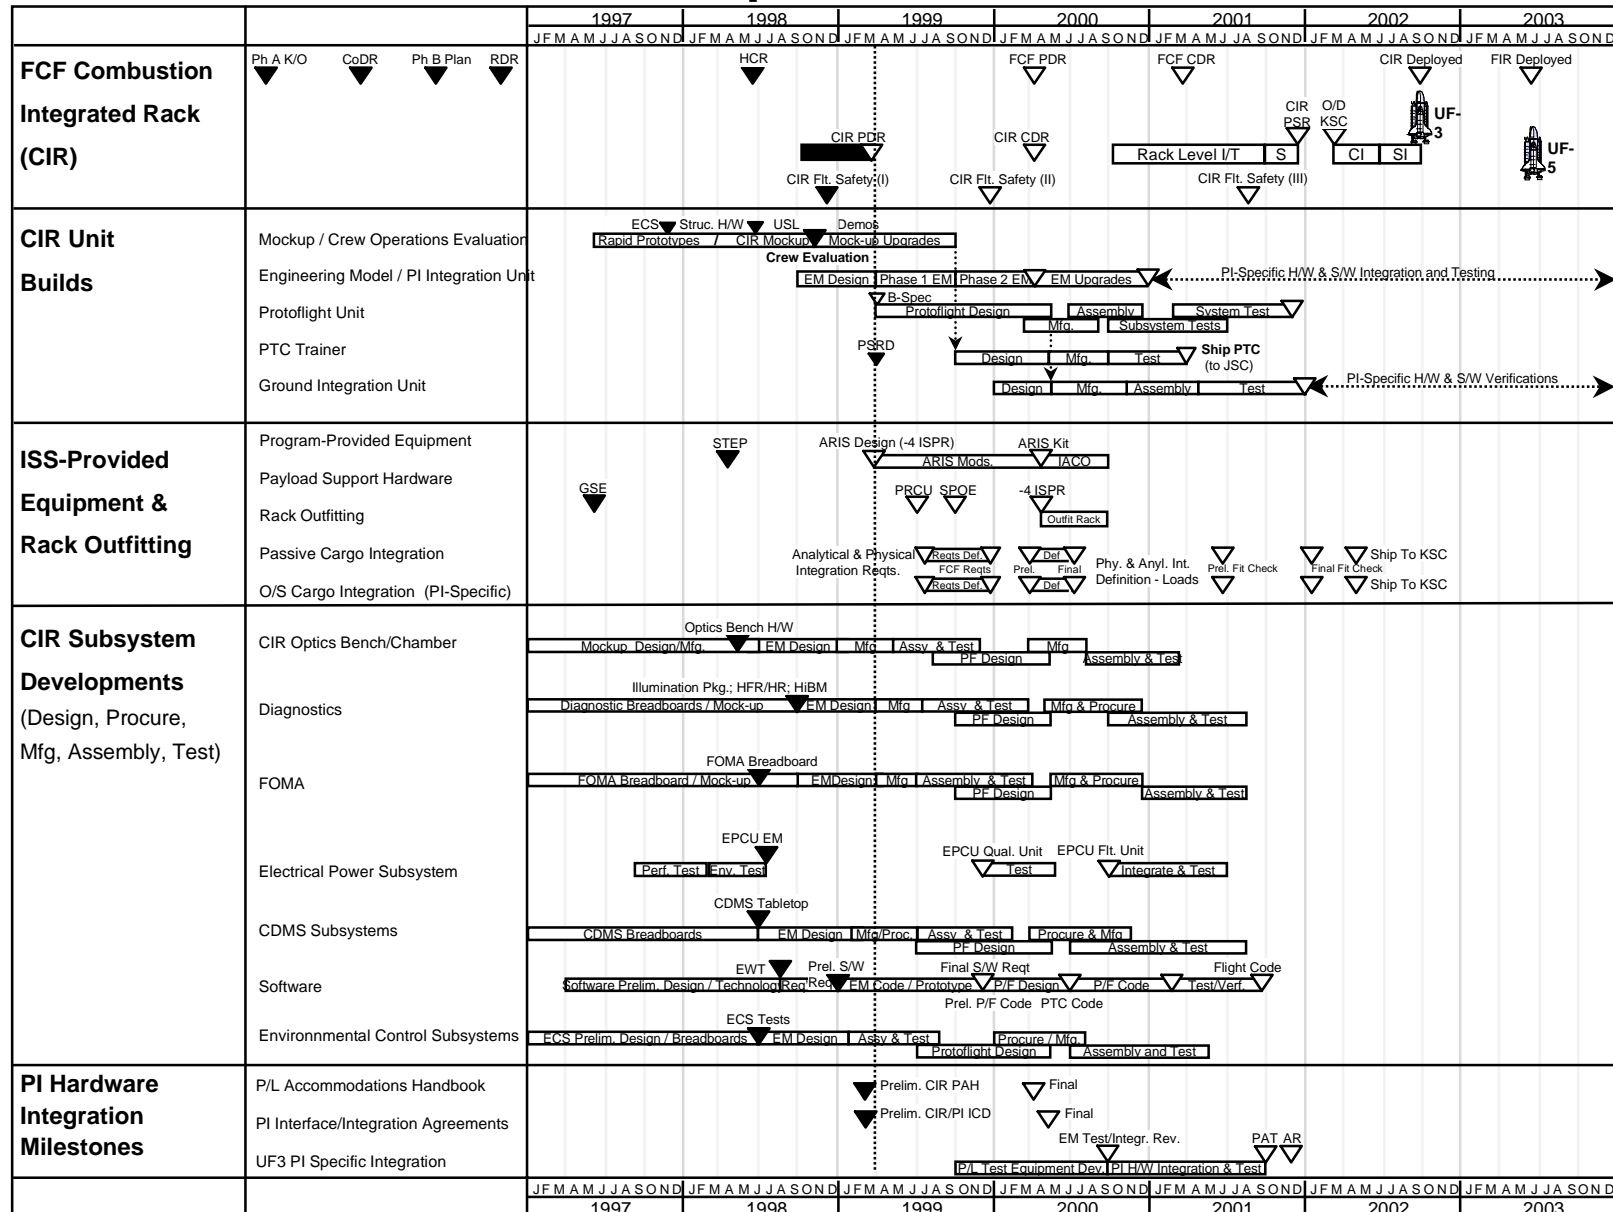 1997 1998 1999 2000 2001 2002 2003
J F M A M J J A S O N D J F M A M J J A S O N D J F M A M J J A S O N D J F M A M J J A S O N D J F M A M J J A S O N D J F M A M J J A S O N D J F M A M J J A S O N D
FCF Combustion
Integrated Rack
(CIR)
Ph A K/O CoDR Ph B Plan RDR HCR FCF PDR FCF CDR CIR Deployed FIR Deployed
CIR PSR
O/D KSC
UF-3
CIR PDR CIR CDR
Rack Level I/T S CI SI
UF-5
CIR Flt. Safety (I) CIR Flt. Safety (II) CIR Flt. Safety (III)
CIR Unit
Builds
ECS Struc. H/W USL Demos
Mockup / Crew Operations Evaluation
Rapid Prototypes / CIR Mockup Mock-up Upgrades
Crew Evaluation
Engineering Model / PI Integration Unit
EM Design Phase 1 EM Phase 2 EM EM Upgrades PI-Specific H/W & S/W Integration and Testing
B-Spec
Protoflight Unit
Protoflight Design Assembly System Test
Mfg. Subsystem Tests
PTC Trainer
PSRD
Design Mfg. Test
Ship PTC
(to JSC)
Ground Integration Unit
Design Mfg. Assembly Test PI-Specific H/W & S/W Verifications
ISS-Provided
Equipment &
Rack Outfitting
Program-Provided Equipment
STEP ARIS Design (-4 ISPR) ARIS Kit
ARIS Mods. IACO
Payload Support Hardware
GSE PRCU SPOE -4 ISPR
Rack Outfitting
Outfit Rack
Passive Cargo Integration
Analytical & Physical
Integration Reqts.
Reqts Def. Def
Phy. & Anyl. Int.
Definition - Loads
Ship To KSC
FCF Reqts Prel. Final Prel. Fit Check Final Fit Check
O/S Cargo Integration (PI-Specific)
Reqts Def. Def Ship To KSC
CIR Subsystem
Developments
(Design, Procure,
Mfg, Assembly, Test)
Optics Bench H/W
CIR Optics Bench/Chamber
Mockup Design/Mfg. EM Design Mfg Assy & Test Mfg
PF Design Assembly & Test
Illumination Pkg.; HFR/HR; HiBM
Diagnostics
Diagnostic Breadboards / Mock-up EM Design Mfg Assy & Test Mfg & Procure
PF Design Assembly & Test
FOMA Breadboard
FOMA
FOMA Breadboard / Mock-up EMDesign Mfg Assembly & Test Mfg & Procure
PF Design Assembly & Test
EPCU EM EPCU Qual. Unit EPCU Flt. Unit
Electrical Power Subsystem
Perf. Test Env. Test Test Integrate & Test
CDMS Tabletop
CDMS Subsystems
CDMS Breadboards EM Design Mfg/Proc. Assy & Test Procure & Mfg
PF Design Assembly & Test
EWT Prel. S/W Req Final S/W Reqt Flight Code
Software
Software Prelim. Design / Technology Req' EM Code / Prototype P/F Design P/F Code Test/Verf.
Prel. P/F Code PTC Code
ECS Tests
Environnmental Control Subsystems
ECS Prelim. Design / Breadboards EM Design Assy & Test Procure / Mfg.
Protoflight Design Assembly and Test
PI Hardware
Integration
Milestones
P/L Accommodations Handbook
Prelim. CIR PAH Final
PI Interface/Integration Agreements
Prelim. CIR/PI ICD Final
EM Test/Integr. Rev. PAT AR
UF3 PI Specific Integration
P/L Test Equipment Dev. PI H/W Integration & Test
J F M A M J J A S O N D J F M A M J J A S O N D J F M A M J J A S O N D J F M A M J J A S O N D J F M A M J J A S O N D J F M A M J J A S O N D J F M A M J J A S O N D
1997 1998 1999 2000 2001 2002 2003